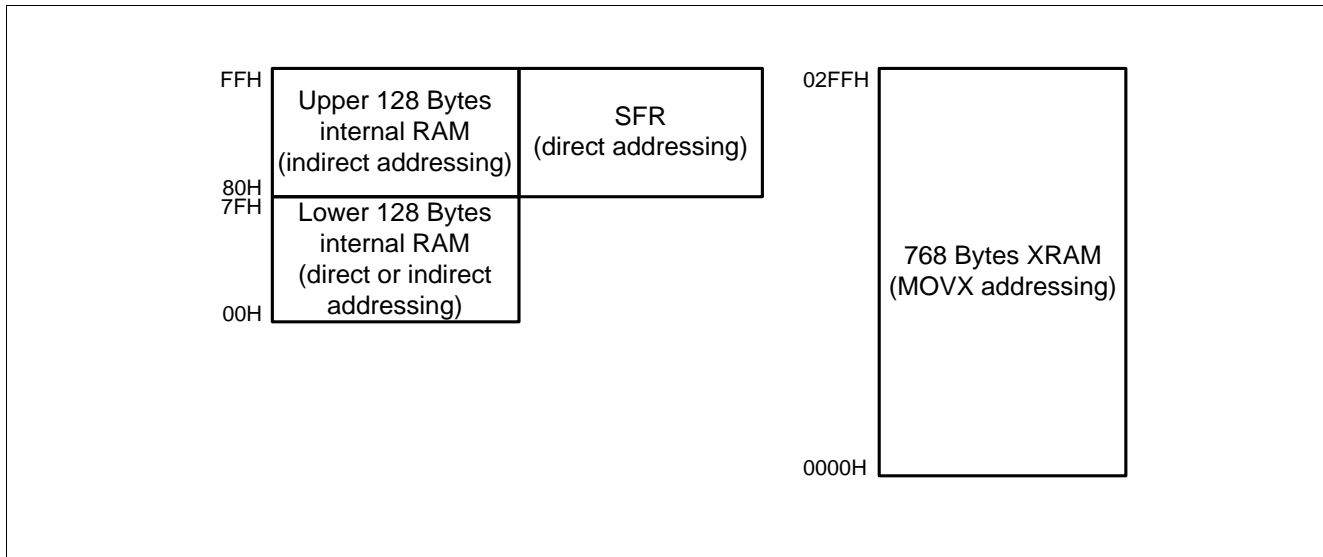 FFH
Upper 128 Bytes
internal RAM
(indirect addressing)
80H
SFR
(direct addressing)
7FH
Lower 128 Bytes
internal RAM
(direct or indirect
addressing)
00H
02FFH
768 Bytes XRAM
(MOVX addressing)
0000H